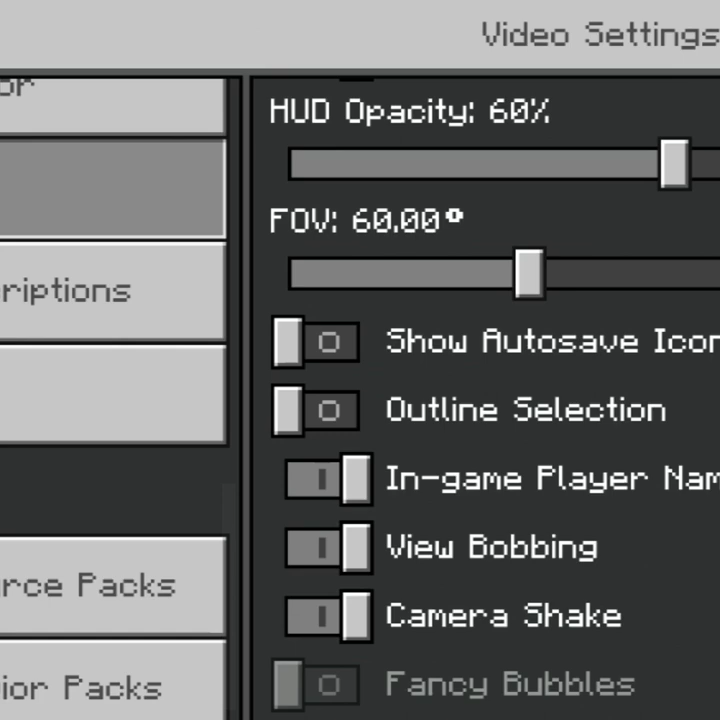 Video Settings
HUD Opacity: 60%
FOV: 60.00°
riptions
Show Autosave Icon
Outline Selection
In-game Player Nam
View Bobbing
rce Packs
Camera Shake
Fancy Bubbles
ior Packs